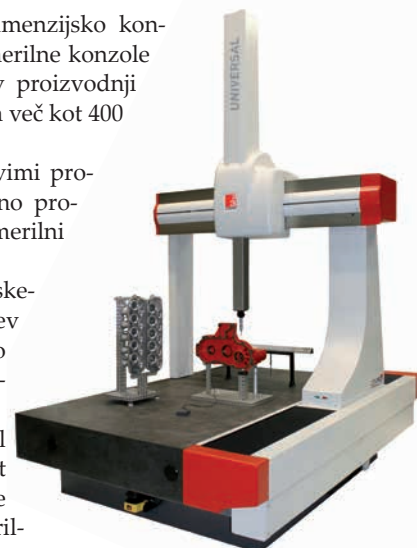 menzijsko kon-
erilne konzole
proizvodnji
več kot 400
vimi pro-
no pro-
merilni
ske-
ev
ril-
UNIVERSAL